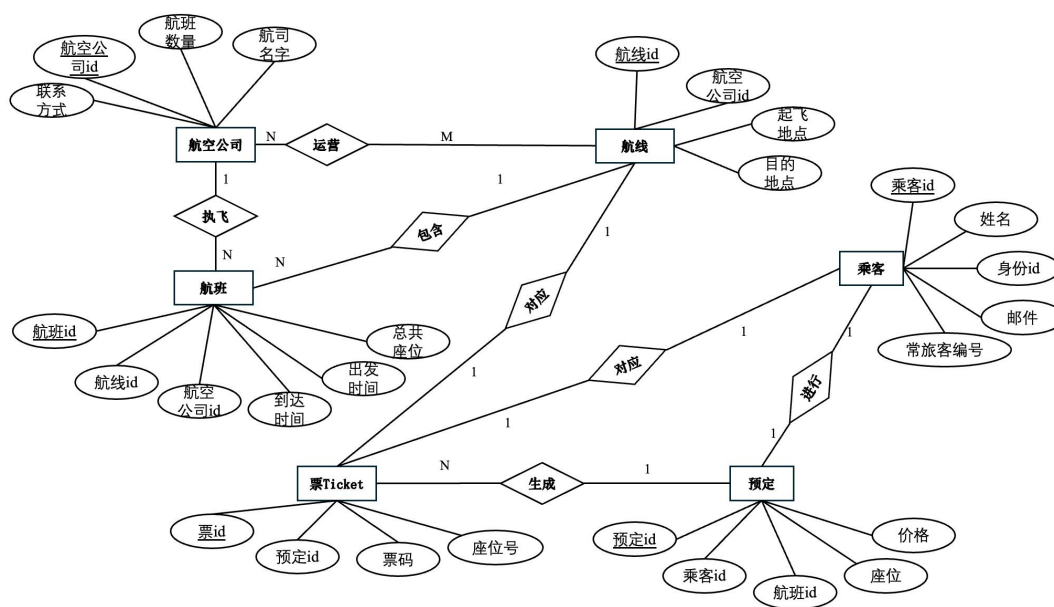 航班
数量
航司
名字
航空公
司id
联系
方式
航线id
航空
公司id
起飞
地点
目的
地点
航空公司
N
运营
M
航线
1
执飞
N
1
包含
N
航班
1
对应
1
乘客id
姓名
身份id
邮件
常旅客编号
乘客
航班id
航线id
航空
公司id
到达
时间
出发
时间
总共
座位
1
对应
1
1
进行
1
票Ticket
N
生成
1
预定
票id
预定id
票码
座位号
预定id
乘客id
航班id
座位
价格